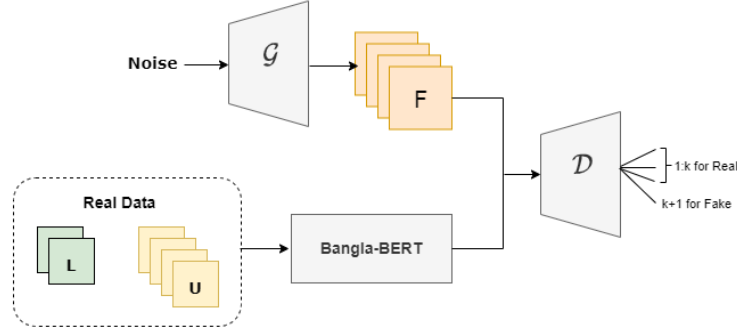 Noise
𝒢
F
𝒟
1:k for Real
k+1 for Fake
Real Data
L
U
Bangla-BERT